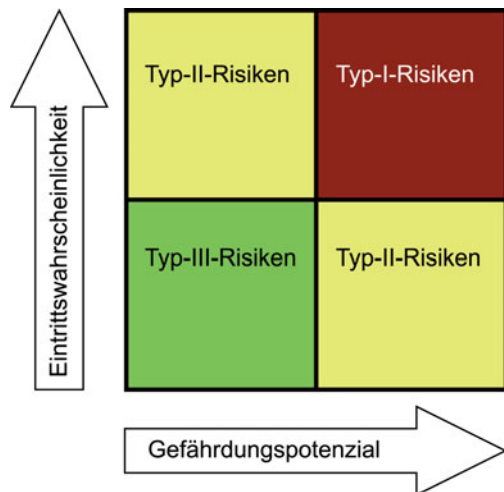 Typ-II-Risiken
Typ-I-Risiken
Eintrittswahrscheinlichkeit
Typ-III-Risiken
Typ-II-Risiken
Gefährdungspotenzial